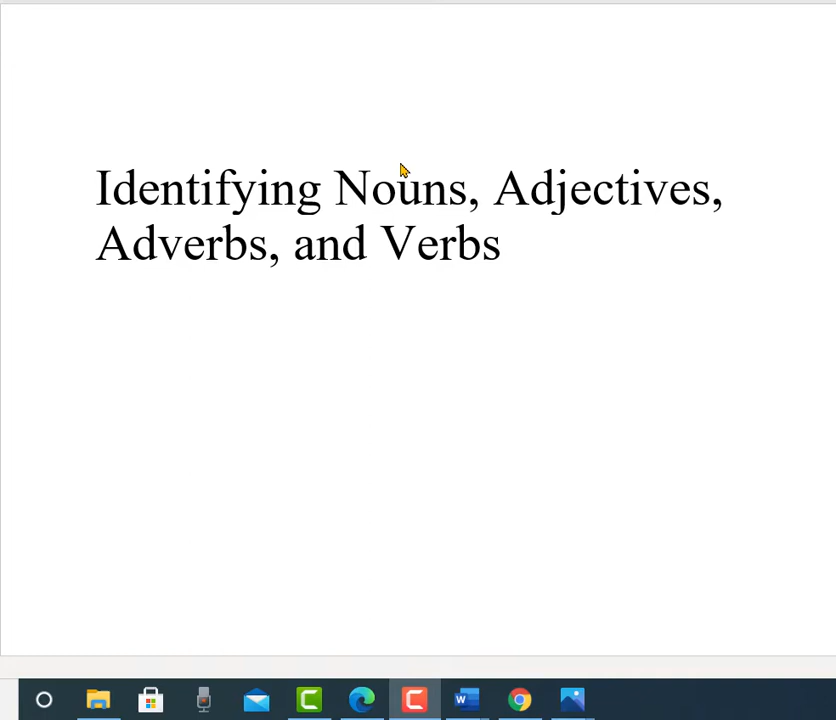 Identifying Nouns, Adjectives,
Adverbs, and Verbs